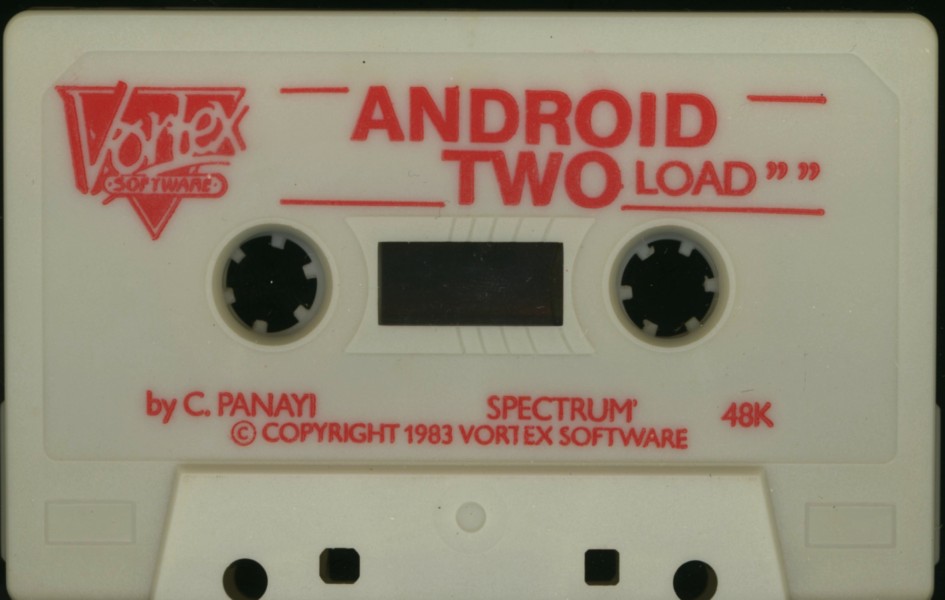 Vortex
SOFTWARE
ANDROID
TWO LOAD ” ”
by C. PANAYI SPECTRUM' 48K
© COPYRIGHT 1983 VORTEX SOFTWARE